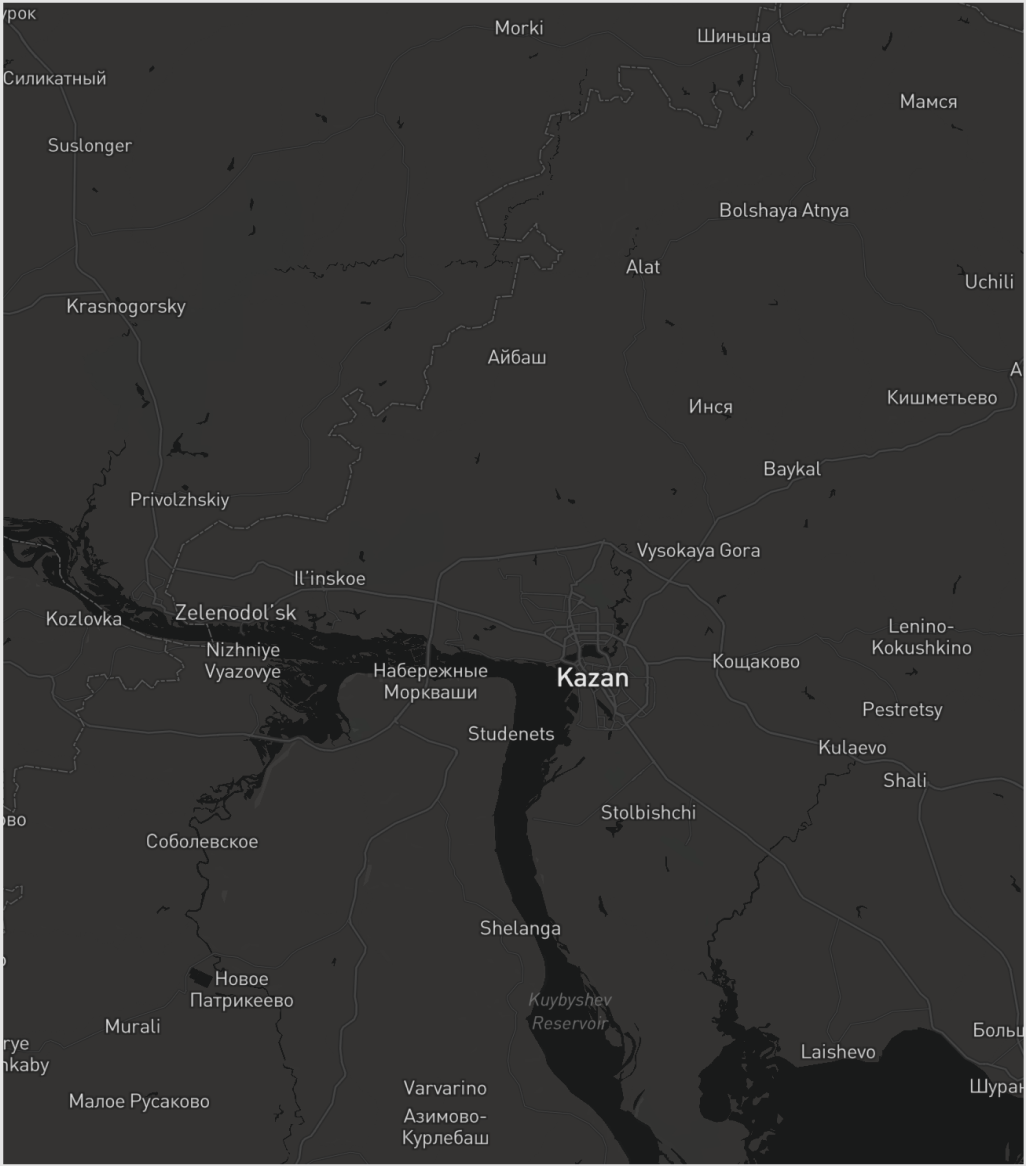 урок
Morki
Шиньша
Силикатный
Мамся
Suslonger
Bolshaya Atnya
Alat
Uchili
Krasnogorsky
Айбаш
А
Кишметьево
Инся
Baykal
Privolzhskiy
Vysokaya Gora
Il'inskoe
Zelenodol'sk
Kozlovka
Lenino-
Kokushkino
Nizhniye
Vyazovye
Кощаково
Набережные
Моркваши
Kazan
Pestretsy
Studenets
Kulaevo
Shali
Stolbishchi
ово
Соболевское
Shelanga
Новое
Патрикеево
Kuybyshev
Reservoir
Murali
Больш
rye
hkaby
Laishevo
Шуран
Varvarino
Малое Русаково
Азимово-
Курлебаш